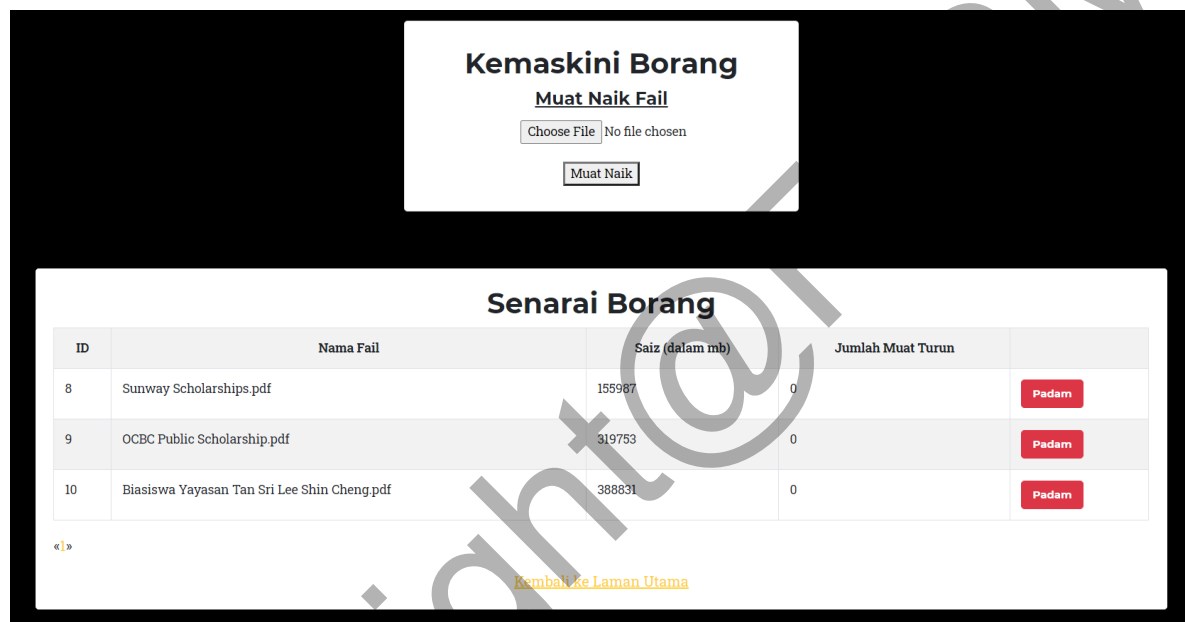 Kemaskini Borang
Muat Naik Fail
Choose File No file chosen
Muat Naik
Senarai Borang
ID Nama Fail Saiz (dalam mb) Jumlah Muat Turun
8 Sunway Scholarships.pdf 155987 0 Padam
9 OCBC Public Scholarship.pdf 319753 0 Padam
10 Biasiswa Yayasan Tan Sri Lee Shin Cheng.pdf 388831 0 Padam
«1»
Kembali ke Laman Utama